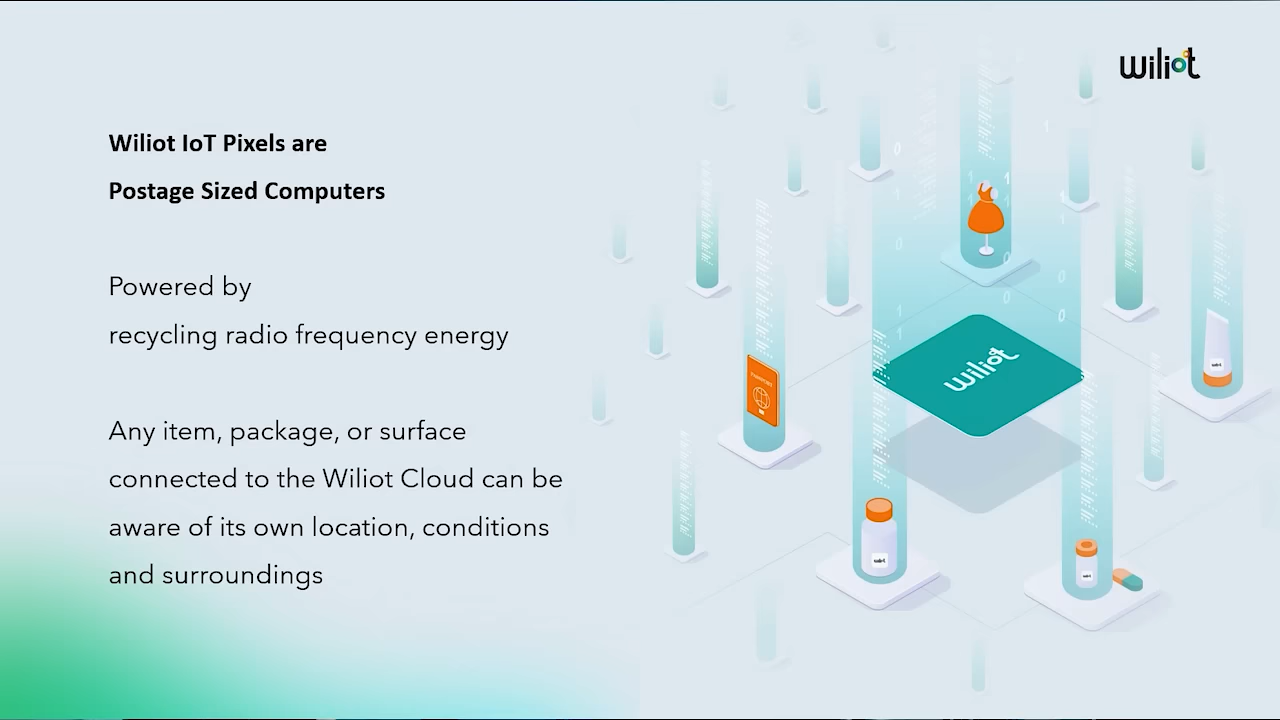 wiliot
Wiliot IoT Pixels are
Postage Sized Computers
Powered by
recycling radio frequency energy
Any item, package, or surface
connected to the Wiliot Cloud can be
aware of its own location, conditions
and surroundings
wiliot